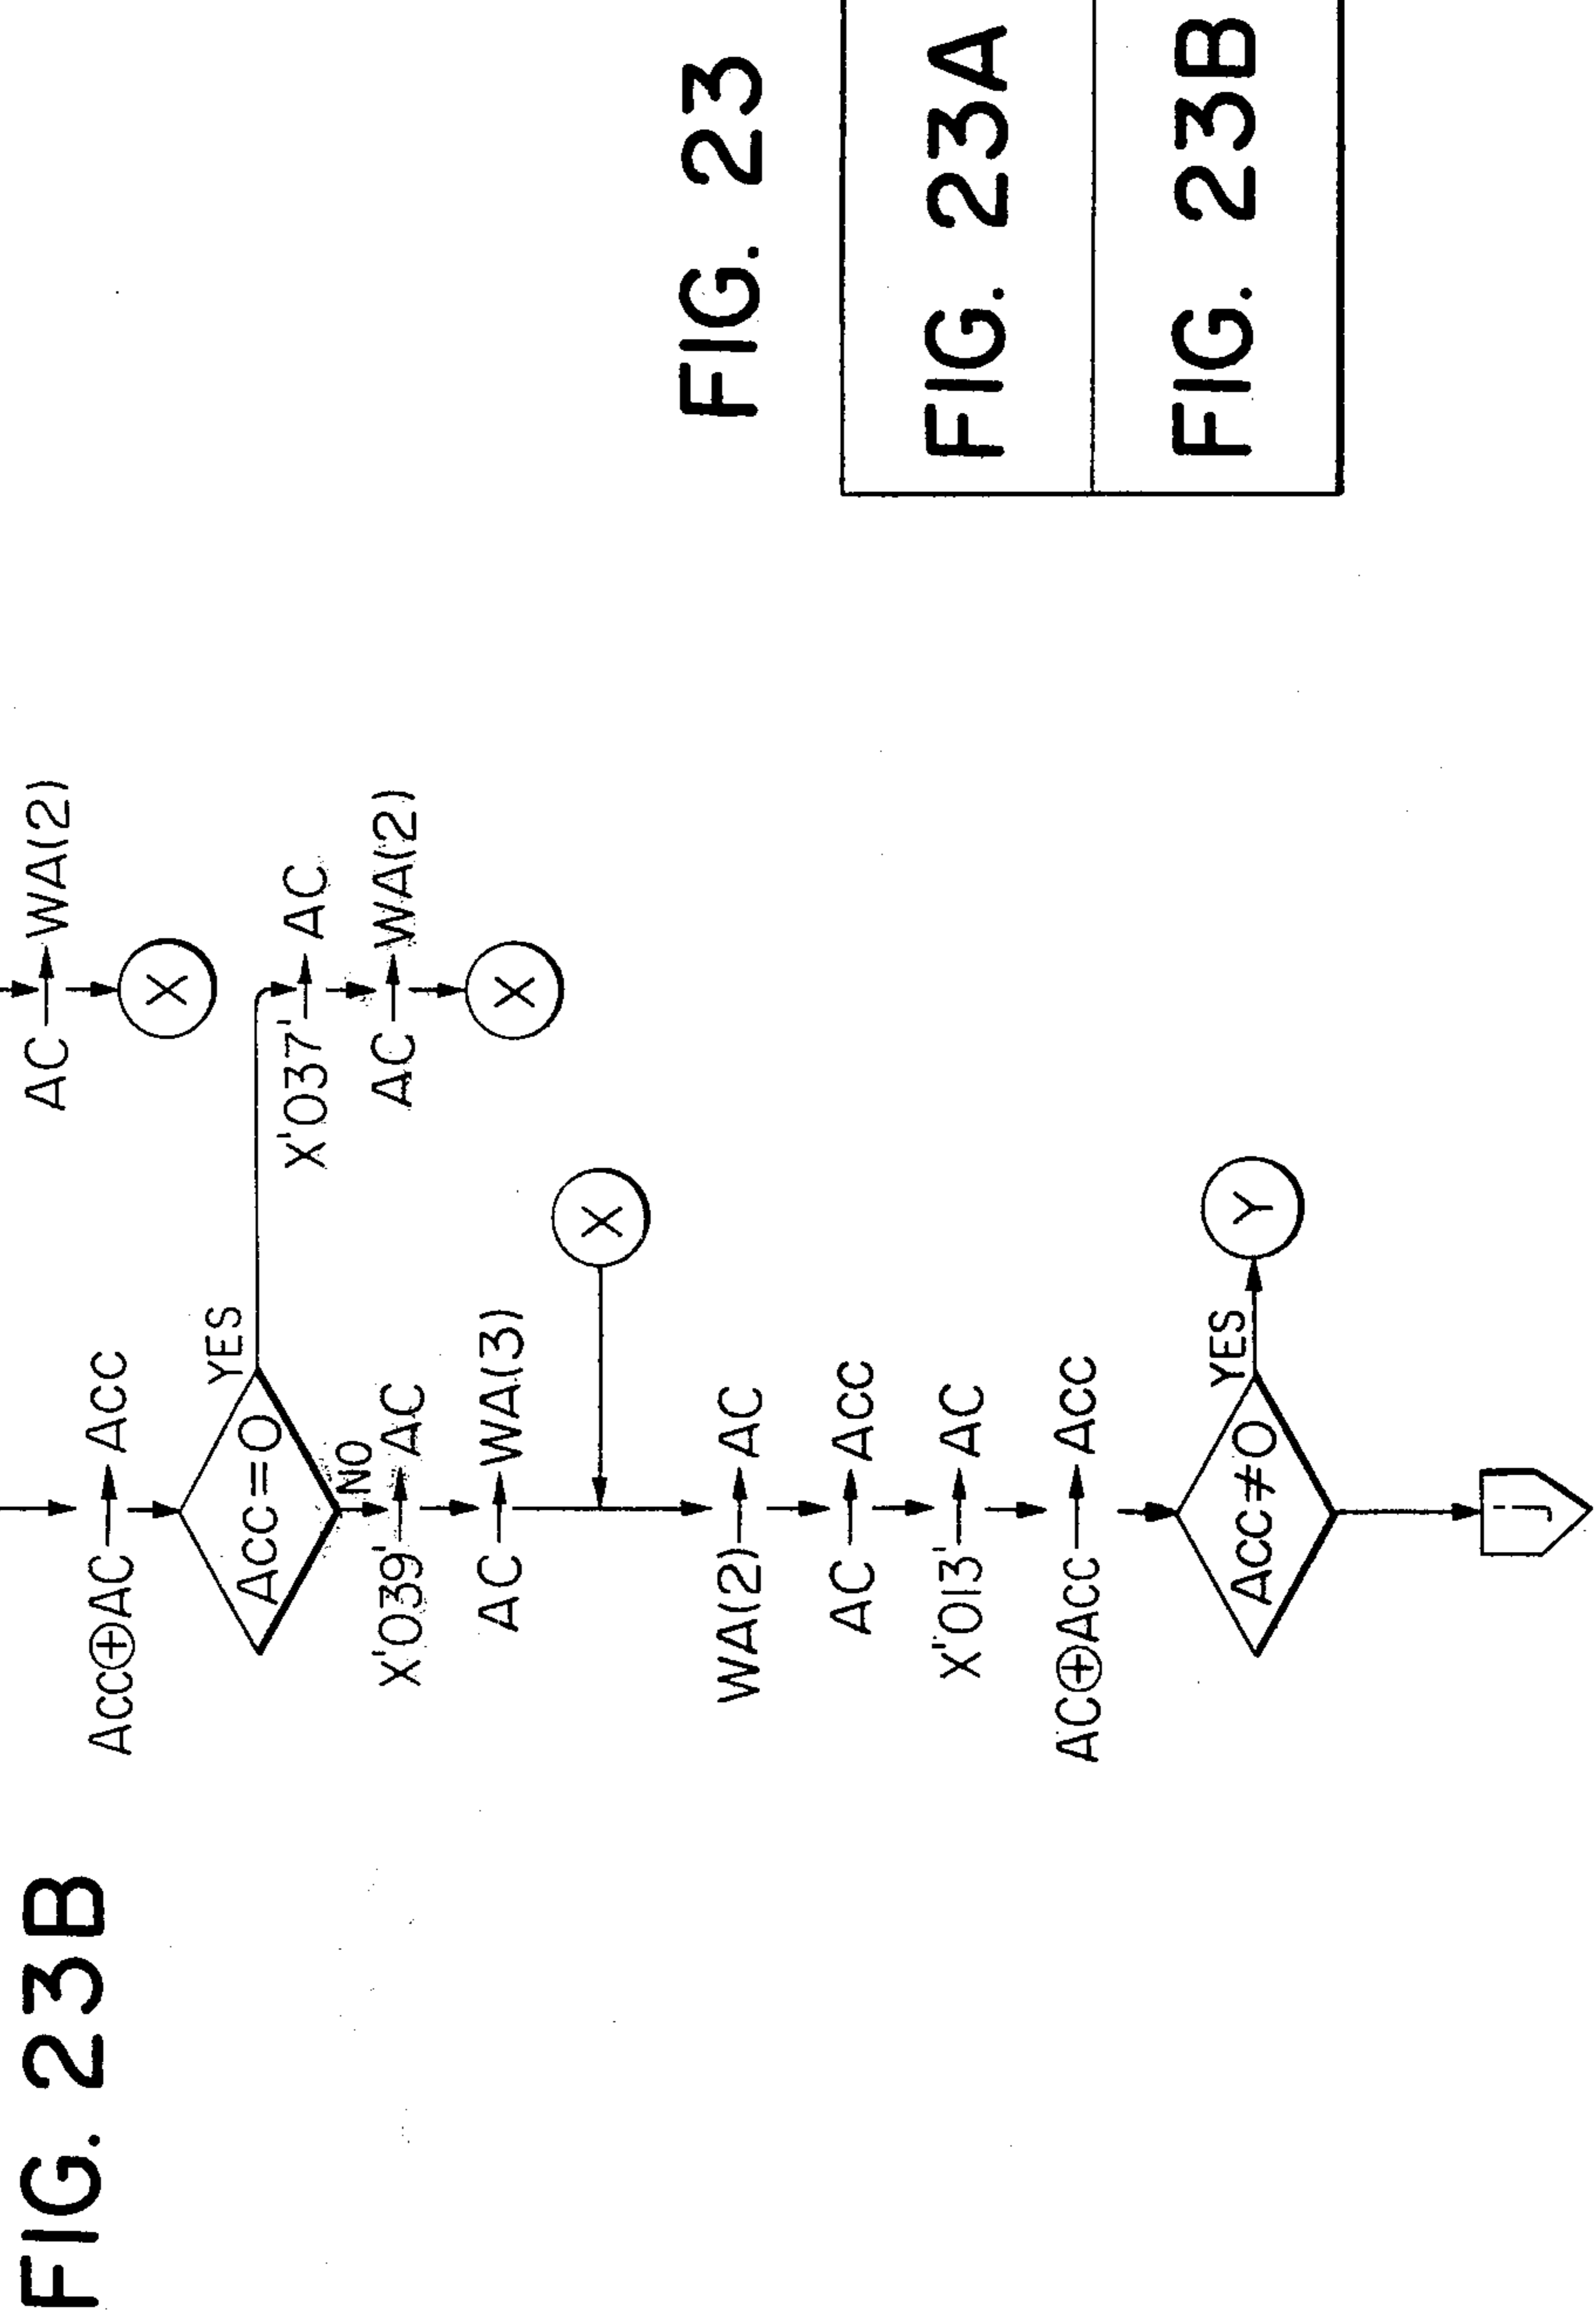 FIG. 23B
AC → WA(2)
X
Acc⊕AC → Acc
Acc=0
YES
NO
X'037' → AC
AC → WA(2)
X
X'039' → AC
AC → WA(3)
X
WA(2) → AC
AC → Acc
X'013' → AC
AC⊕Acc → Acc
Acc≠0
YES
Y
j
FIG. 23
FIG. 23A
FIG. 23B